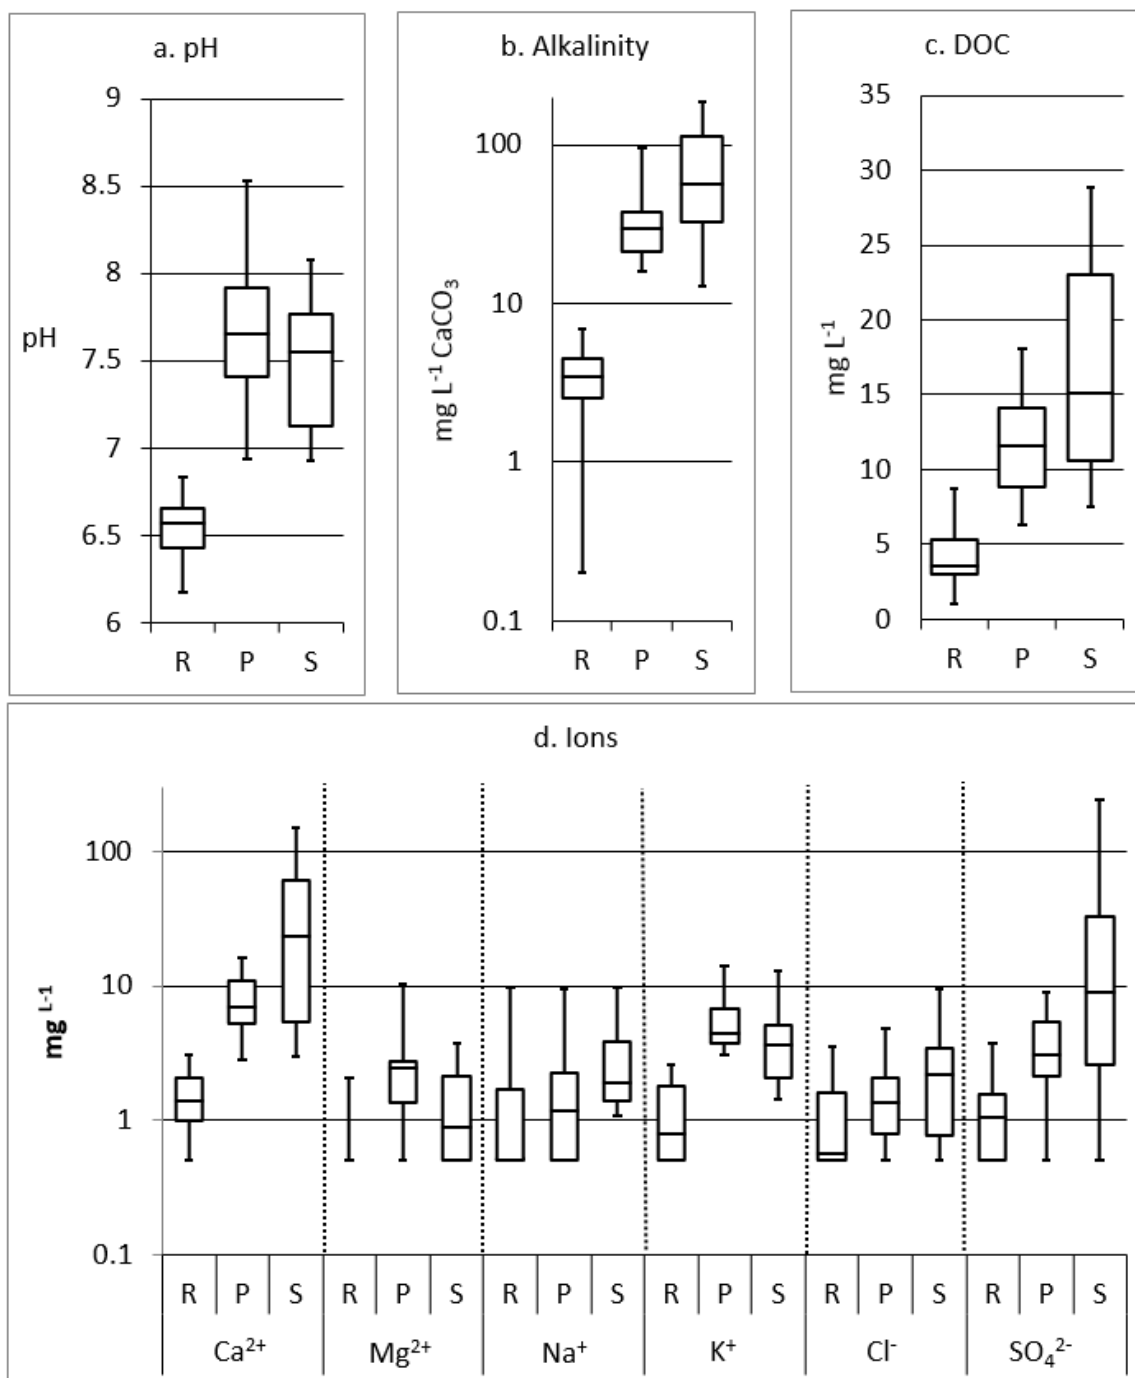 a. pH
9
8.5
8
7.5
7
6.5
6
pH
R P S
b. Alkalinity
100
10
1
0.1
mg L⁻¹ CaCO₃
R P S
c. DOC
35
30
25
20
15
10
5
0
mg L⁻¹
R P S
d. Ions
100
10
1
0.1
mg L⁻¹
R P S R P S R P S R P S R P S R P S
Ca²⁺ Mg²⁺ Na⁺ K⁺ Cl⁻ SO₄²⁻